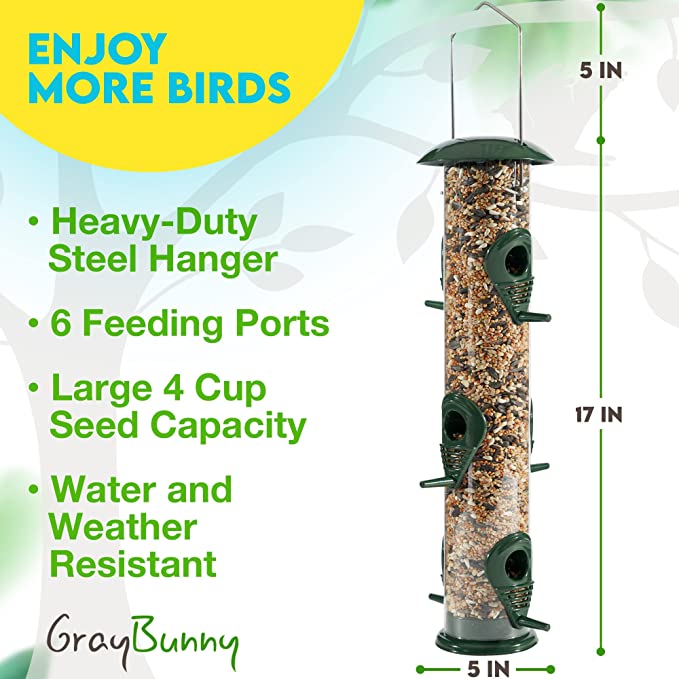 ENJOY
MORE BIRDS
• Heavy-Duty
Steel Hanger
• 6 Feeding Ports
• Large 4 Cup
Seed Capacity
• Water and
Weather
Resistant
GrayBunny
5 IN
17 IN
5 IN